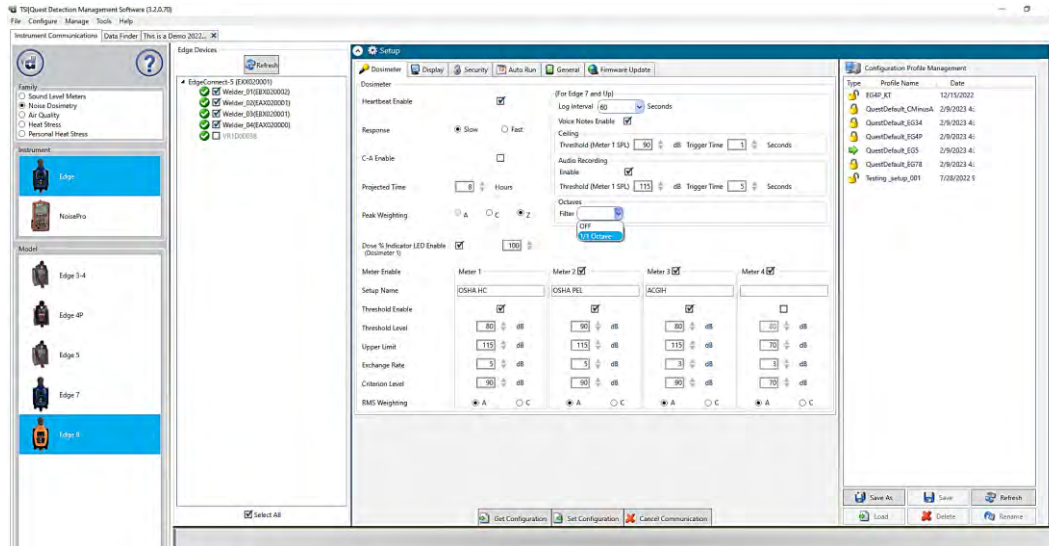 TSI|Quest Detection Management Software (3.2.0.70)
File Configure Manage Tools Help
Instrument Communications Data Finder This is a Demo 2022... X
Family
Sound Level Meters
Noise Dosimetry
Air Quality
Heat Stress
Personal Heat Stress
Instrument
Edge
NoisePro
Model
Edge 3-4
Edge 4P
Edge 5
Edge 7
Edge 8
Edge Devices
Refresh
EdgeConnect-5 (EXX020001)
Welder_01(EBX020002)
Welder_02(EAX020001)
Welder_03(EBX020001)
Welder_04(EAX020000)
Select All
Setup
Dosimeter Display Security Auto Run General Firmware Update
Dosimeter
Heartbeat Enable
Response Slow Fast
C-A Enable
Projected Time 8 Hours
Peak Weighting A C Z
Dose % Indicator LED Enable 100
(Dosimeter 1)
(For Edge 7 and Up)
Log interval 60 Seconds
Voice Notes Enable
Ceiling
Threshold (Meter 1 SPL) 90 dB Trigger Time 1 Seconds
Audio Recording
Enable
Threshold (Meter 1 SPL) 115 dB Trigger Time 5 Seconds
Octaves
Filter
OFF
1/1 Octave
Meter Enable Meter 1 Meter 2 Meter 3 Meter 4
Setup Name OSHA HC OSHA PEL ACGIH
Threshold Enable
Threshold Level 80 dB 90 dB 80 dB 80 dB
Upper Limit 115 dB 115 dB 115 dB 70 dB
Exchange Rate 5 dB 5 dB 3 dB 3 dB
Criterion Level 90 dB 90 dB 90 dB 70 dB
RMS Weighting A C A C A C A C
Get Configuration Set Configuration Cancel Communication
Configuration Profile Management
Type Profile Name Date
EG4P_KT 12/15/2022
QuestDefault_CMinusA 2/9/2023 4:
QuestDefault_EG34 2/9/2023 4:
QuestDefault_EG4P 2/9/2023 4:
QuestDefault_EG5 2/9/2023 4:
QuestDefault_EG78 2/9/2023 4:
Testing_setup_001 7/28/2022
Save As Save Refresh
Load Delete Rename